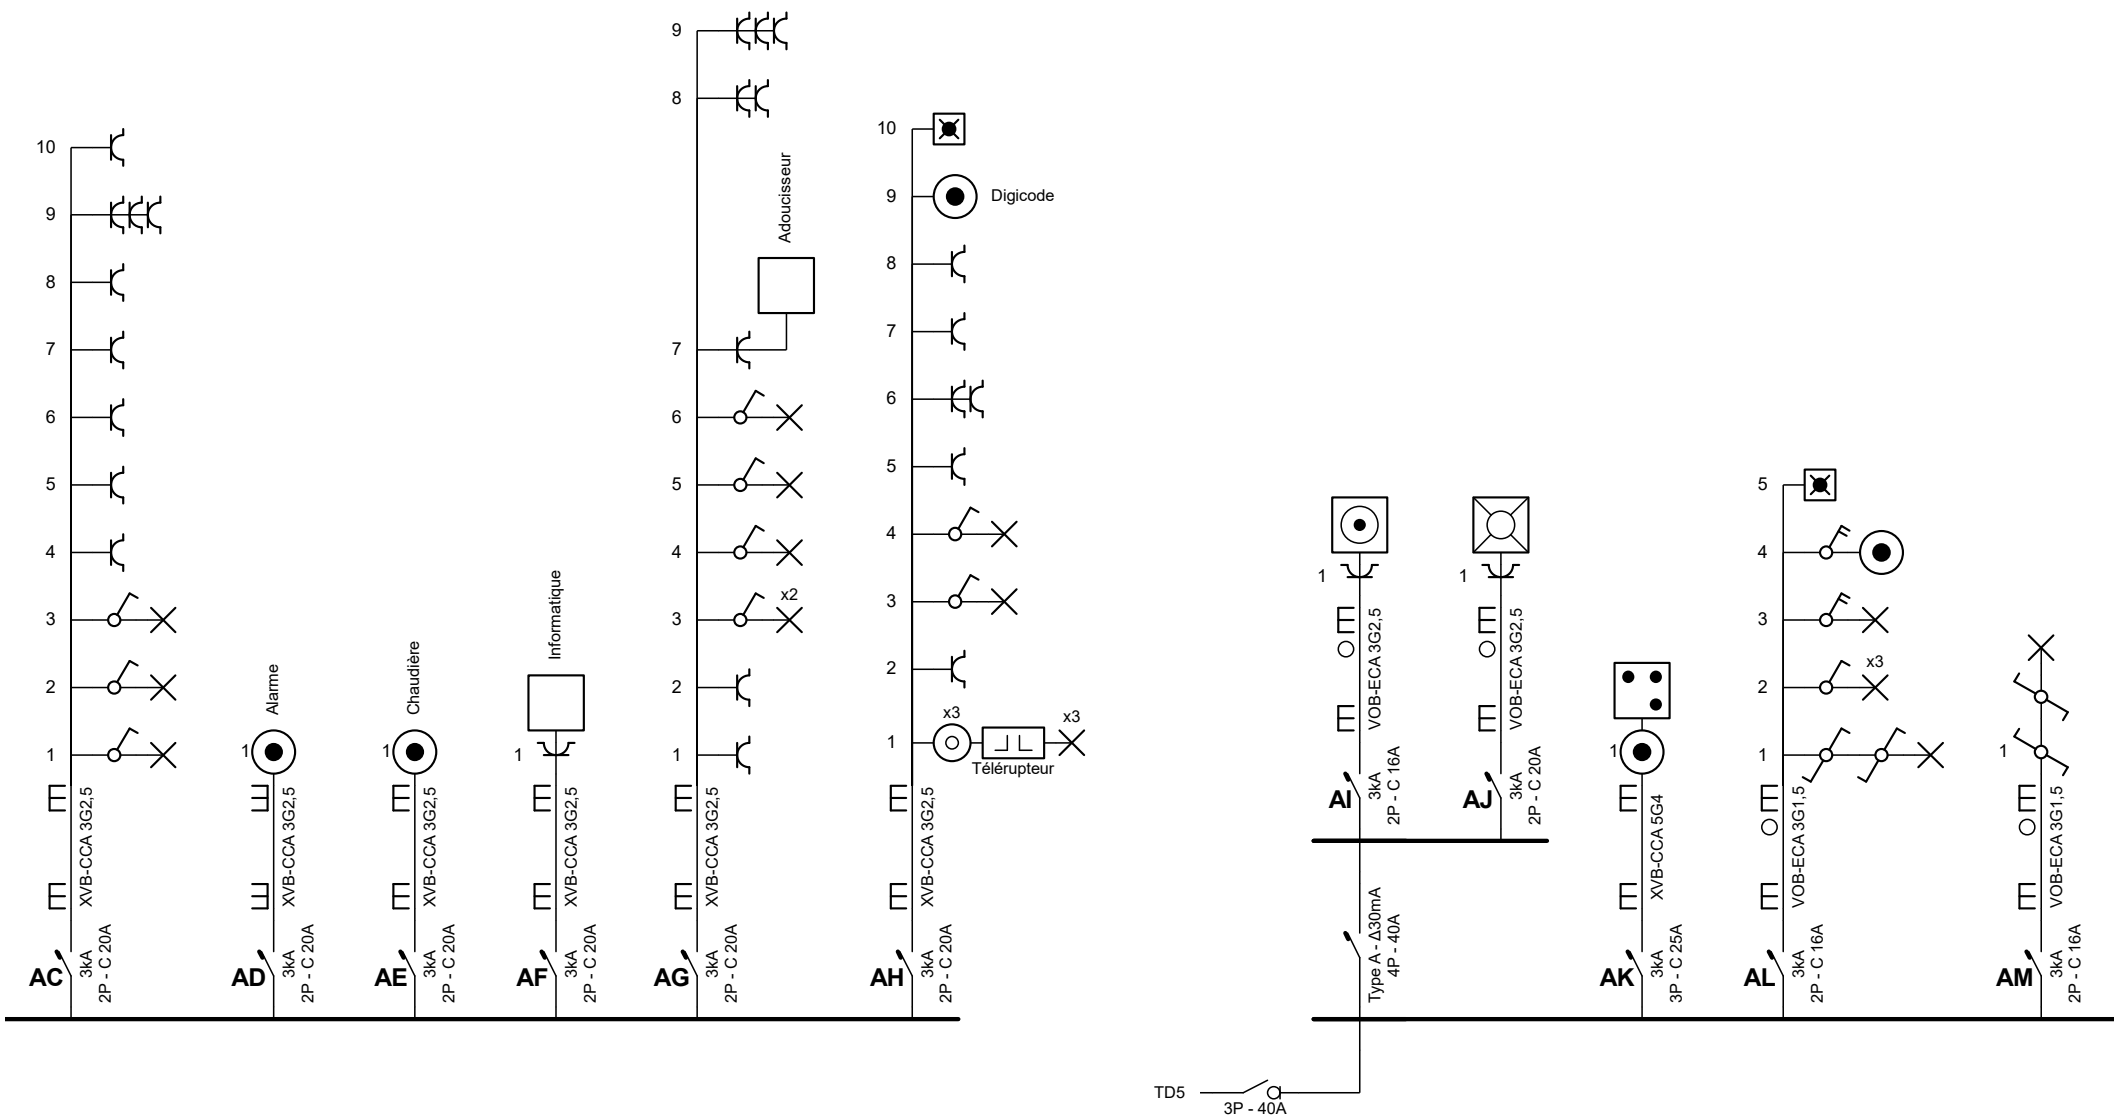 10
9
8
7
6
5
4
3
2
1
XVB-CCA 3G2,5
AC
3kA
2P - C 20A
Alarme
1
XVB-CCA 3G2,5
AD
3kA
2P - C 20A
Chaudière
1
XVB-CCA 3G2,5
AE
3kA
2P - C 20A
Informatique
1
XVB-CCA 3G2,5
AF
3kA
2P - C 20A
9
8
Adoucisseur
7
6
5
4
3
x2
2
1
XVB-CCA 3G2,5
AG
3kA
2P - C 20A
10
9
Digicode
8
7
6
5
4
3
2
1
x3
x3
Télérupteur
XVB-CCA 3G2,5
AH
3kA
2P - C 20A
1
VOB-ECA 3G2,5
AI
3kA
2P - C 16A
1
VOB-ECA 3G2,5
AJ
3kA
2P - C 20A
Type A - Δ30mA
4P - 40A
TD5
3P - 40A
1
XVB-CCA 5G4
AK
3kA
3P - C 25A
5
4
3
2
x3
1
VOB-ECA 3G1,5
AL
3kA
2P - C 16A
1
VOB-ECA 3G1,5
AM
3kA
2P - C 16A